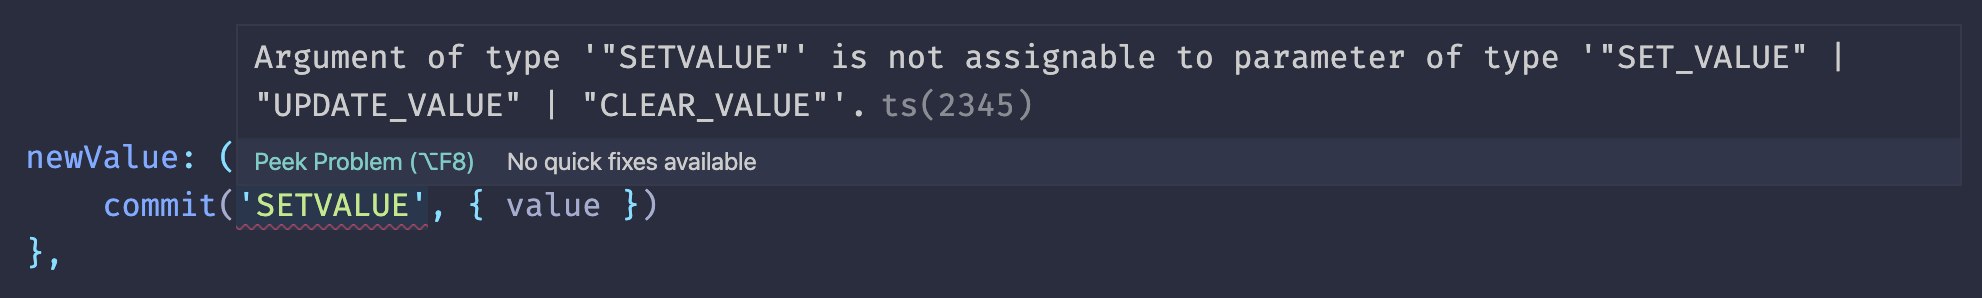 Argument of type '"SETVALUE"' is not assignable to parameter of type '"SET_VALUE" |
"UPDATE_VALUE" | "CLEAR_VALUE"'. ts(2345)
newValue: (
Peek Problem (⌥F8) No quick fixes available
commit('SETVALUE', { value })
},